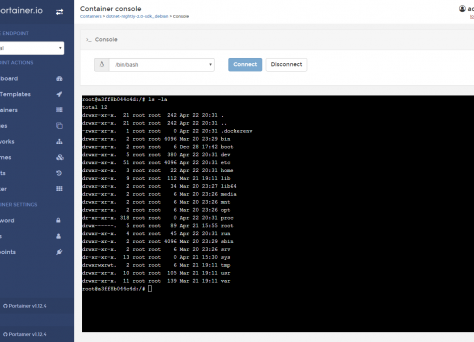 ortainer.io
Container console
Containers > dotnet-nightly-2.0-sdk_debian > Console
ENDPOINT
Console
/bin/bash
Connect
Disconnect
ACTIONS
board
Templates
ainers
es
orks
mes
ts
er
CONTAINER SETTINGS
word
s
points
Portainer v1.12.4
Portainer v1.12.4
root@a3ff8b044c4d:/# ls -la
total 12
drwxr-xr-x. 21 root root 242 Apr 22 20:31 .
drwxr-xr-x. 21 root root 242 Apr 22 20:31 ..
-rwxr-xr-x. 1 root root 0 Apr 22 20:31 .dockerenv
drwxr-xr-x. 2 root root 4096 Mar 20 23:29 bin
drwxr-xr-x. 2 root root 6 Dec 28 17:42 boot
drwxr-xr-x. 5 root root 380 Apr 22 20:31 dev
drwxr-xr-x. 51 root root 4096 Apr 22 20:31 etc
drwxr-xr-x. 3 root root 22 Apr 22 20:31 home
drwxr-xr-x. 9 root root 112 Mar 21 19:11 lib
drwxr-xr-x. 2 root root 34 Mar 20 23:27 lib64
drwxr-xr-x. 2 root root 6 Mar 20 23:26 media
drwxr-xr-x. 2 root root 6 Mar 20 23:26 mnt
drwxr-xr-x. 2 root root 6 Mar 20 23:26 opt
dr-xr-xr-x. 318 root root 0 Apr 22 20:31 proc
drwx------. 5 root root 89 Apr 21 15:55 root
drwxr-xr-x. 4 root root 45 Apr 22 20:31 run
drwxr-xr-x. 2 root root 4096 Mar 20 23:29 sbin
drwxr-xr-x. 2 root root 6 Mar 20 23:26 srv
dr-xr-xr-x. 13 root root 0 Apr 21 15:30 sys
drwxrwxrwt. 2 root root 6 Mar 21 19:11 tmp
drwxr-xr-x. 10 root root 105 Mar 21 19:11 usr
drwxr-xr-x. 11 root root 139 Mar 21 19:11 var
root@a3ff8b044c4d:/#